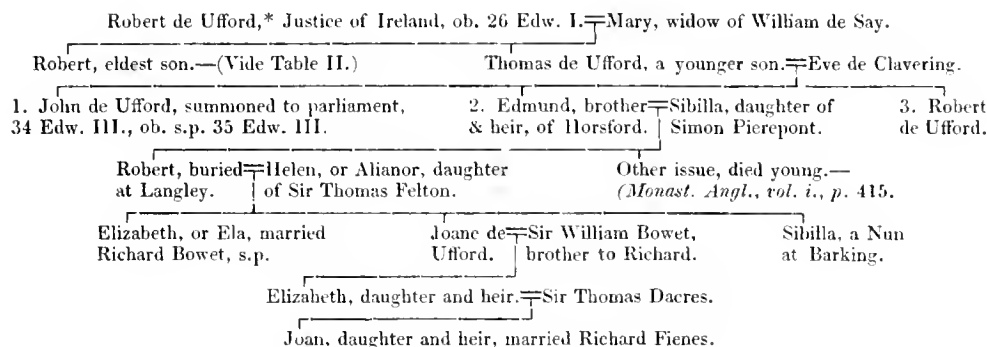 Robert de Ufford,* Justice of Ireland, ob. 26 Edw. I.=Mary, widow of William de Say.
Robert, eldest son.—(Vide Table II.) Thomas de Ufford, a younger son.=Eve de Clavering.
1. John de Ufford, summoned to parliament, 2. Edmund, brother=Sibilla, daughter of 3. Robert
34 Edw. III., ob. s.p. 35 Edw. III. & heir, of Horsford. Simon Pierepont. de Ufford.
Robert, buried=Helen, or Alianor, daughter Other issue, died young.—
at Langley. of Sir Thomas Felton. (Monast. Angl., vol. i., p. 415.
Elizabeth, or Ela, married Joane de=Sir William Bowet, Sibilla, a Nun
Richard Bowet, s.p. Ufford. brother to Richard. at Barking.
Elizabeth, daughter and heir.=Sir Thomas Dacres.
Joan, daughter and heir, married Richard Fienes.